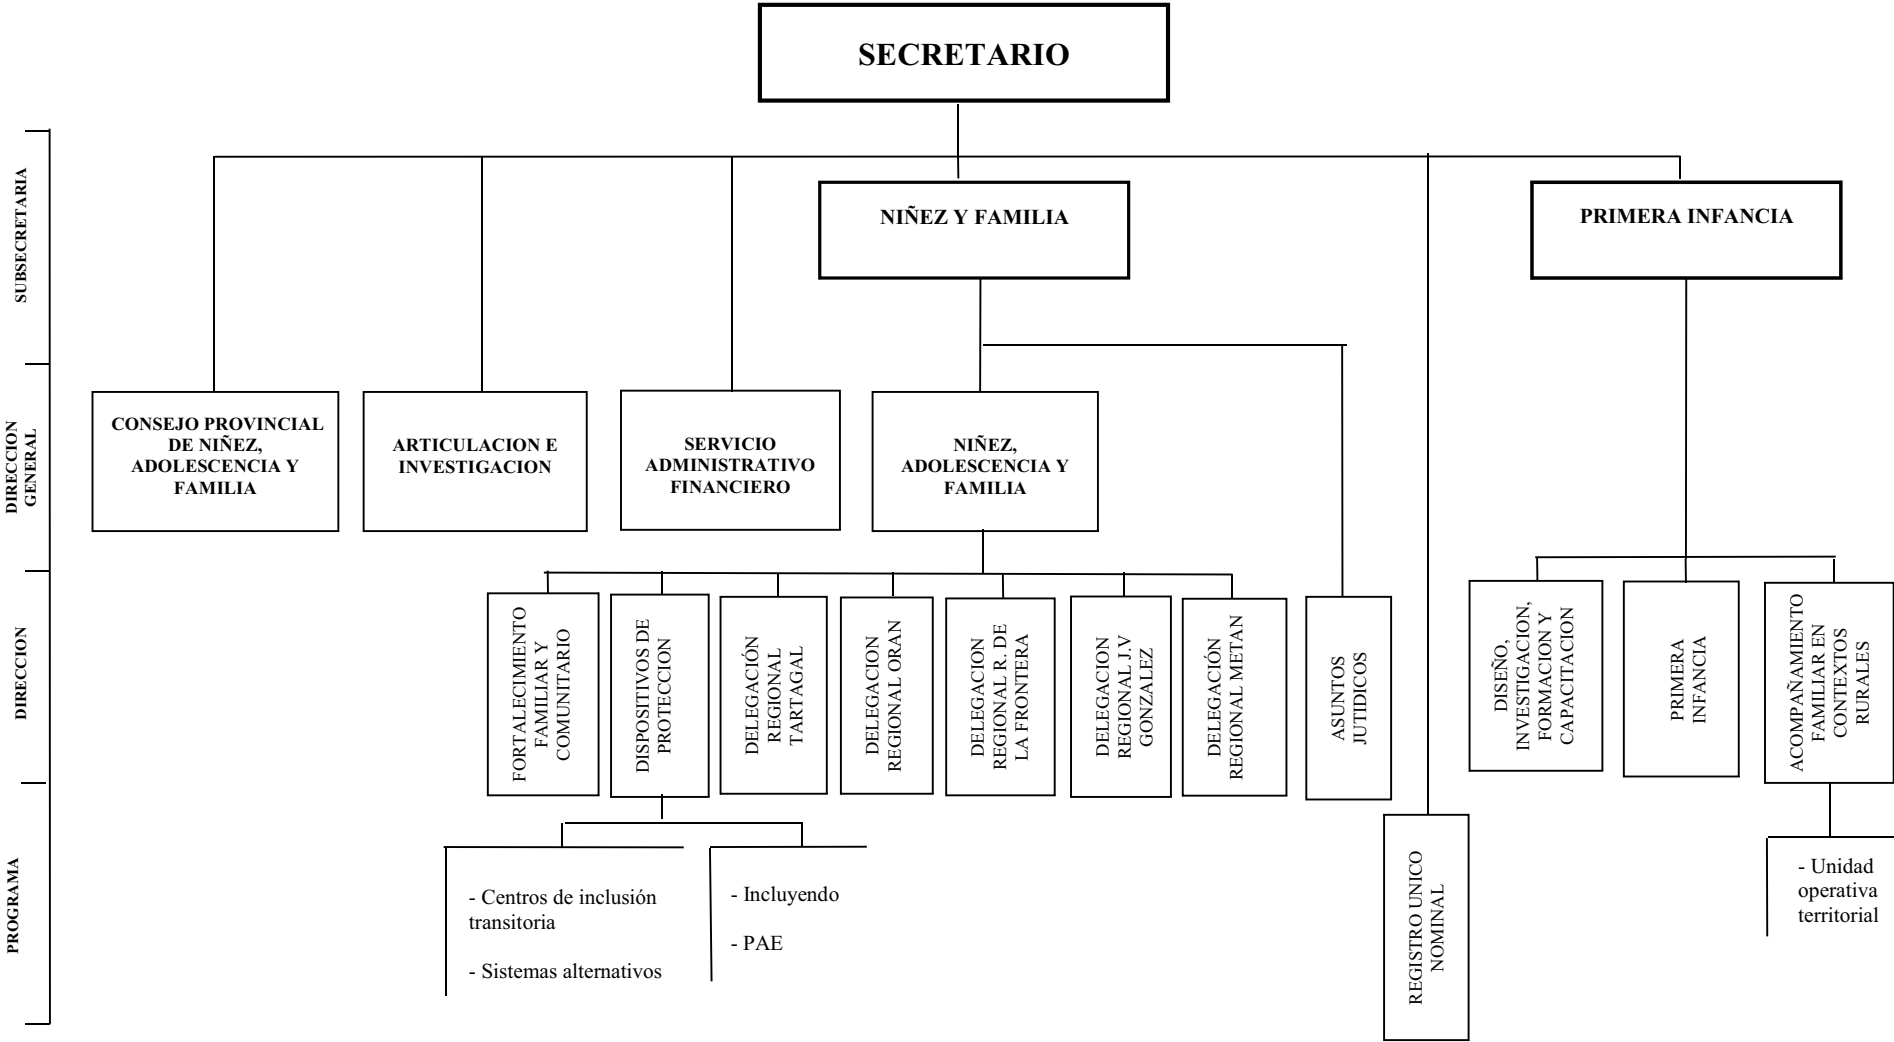 SECRETARIO
SUBSECRETARIA
NIÑEZ Y FAMILIA
PRIMERA INFANCIA
DIRECCION
GENERAL
CONSEJO PROVINCIAL
DE NIÑEZ,
ADOLESCENCIA Y
FAMILIA
ARTICULACION E
INVESTIGACION
SERVICIO
ADMINISTRATIVO
FINANCIERO
NIÑEZ,
ADOLESCENCIA Y
FAMILIA
DIRECCION
FORTALECIMIENTO
FAMILIAR Y
COMUNITARIO
DISPOSITIVOS DE
PROTECCION
DELEGACIÓN
REGIONAL
TARTAGAL
DELEGACION
REGIONAL ORAN
DELEGACION
REGIONAL R. DE
LA FRONTERA
DELEGACION
REGIONAL J.V
GONZALEZ
DELEGACIÓN
REGIONAL METAN
ASUNTOS
JUTIDICOS
DISEÑO,
INVESTIGACION,
FORMACION Y
CAPACITACION
PRIMERA
INFANCIA
ACOMPAÑAMIENTO
FAMILIAR EN
CONTEXTOS
RURALES
PROGRAMA
- Centros de inclusión
transitoria
- Sistemas alternativos
- Incluyendo
- PAE
REGISTRO UNICO
NOMINAL
- Unidad
operativa
territorial